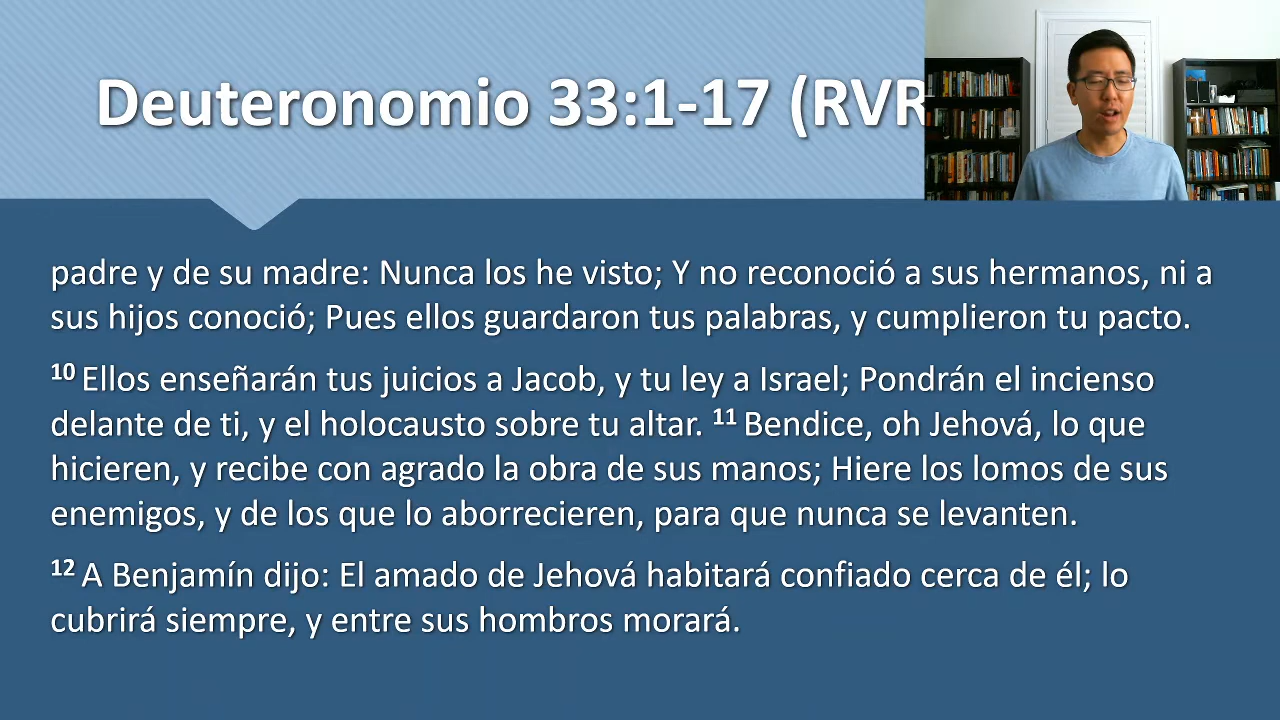 Deuteronomio 33:1-17 (RVR
padre y de su madre: Nunca los he visto; Y no reconoció a sus hermanos, ni a
sus hijos conoció; Pues ellos guardaron tus palabras, y cumplieron tu pacto.
10 Ellos enseñarán tus juicios a Jacob, y tu ley a Israel; Pondrán el incienso
delante de ti, y el holocausto sobre tu altar. 11 Bendice, oh Jehová, lo que
hicieren, y recibe con agrado la obra de sus manos; Hiere los lomos de sus
enemigos, y de los que lo aborrecieren, para que nunca se levanten.
12 A Benjamín dijo: El amado de Jehová habitará confiado cerca de él; lo
cubrirá siempre, y entre sus hombros morará.